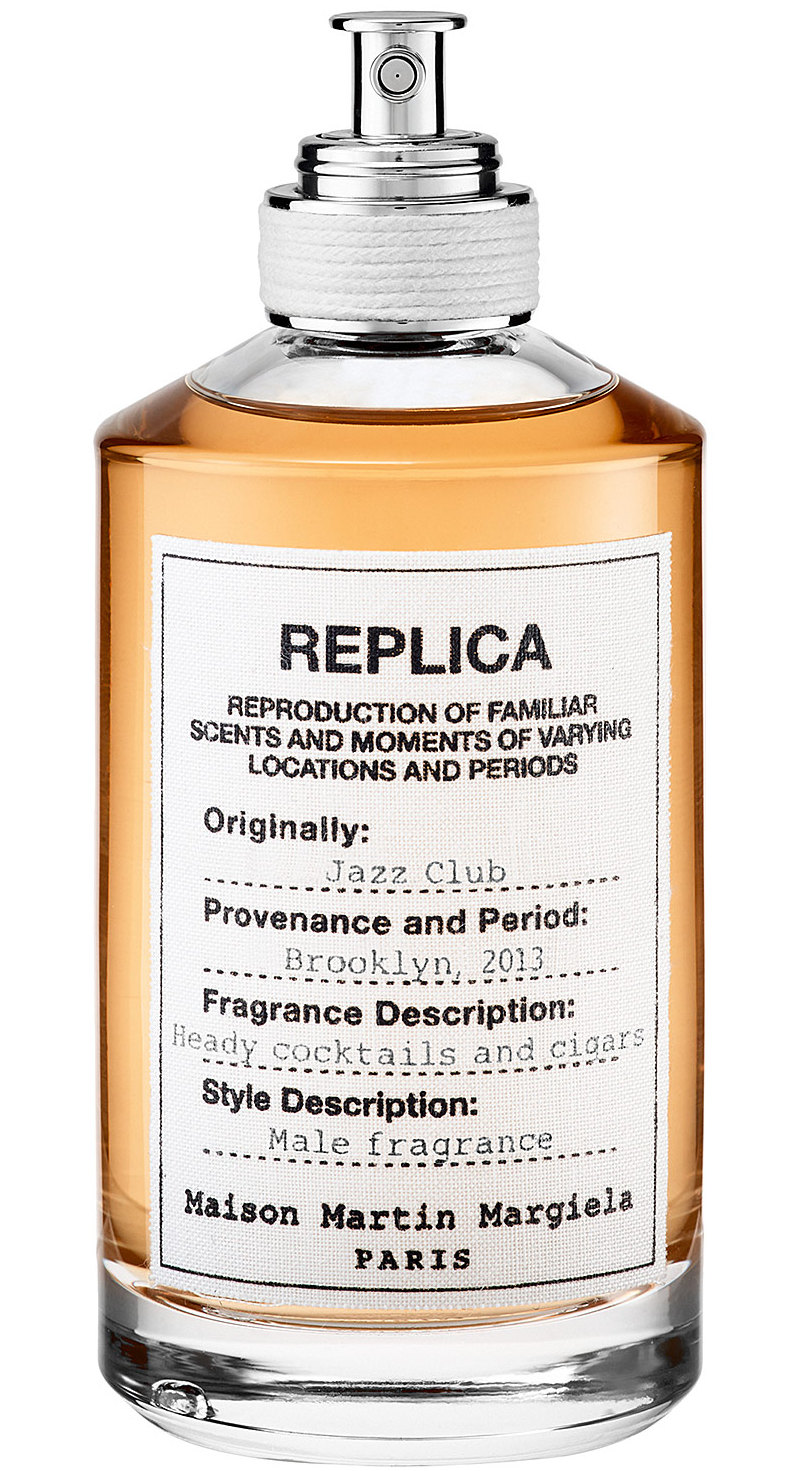 REPLICA
REPRODUCTION OF FAMILIAR
SCENTS AND MOMENTS OF VARYING
LOCATIONS AND PERIODS
Originally:
Jazz Club
Provenance and Period:
Brooklyn, 2013
Fragrance Description:
Heady cocktails and cigars
Style Description:
Male fragrance
Maison Martin Margiela
PARIS